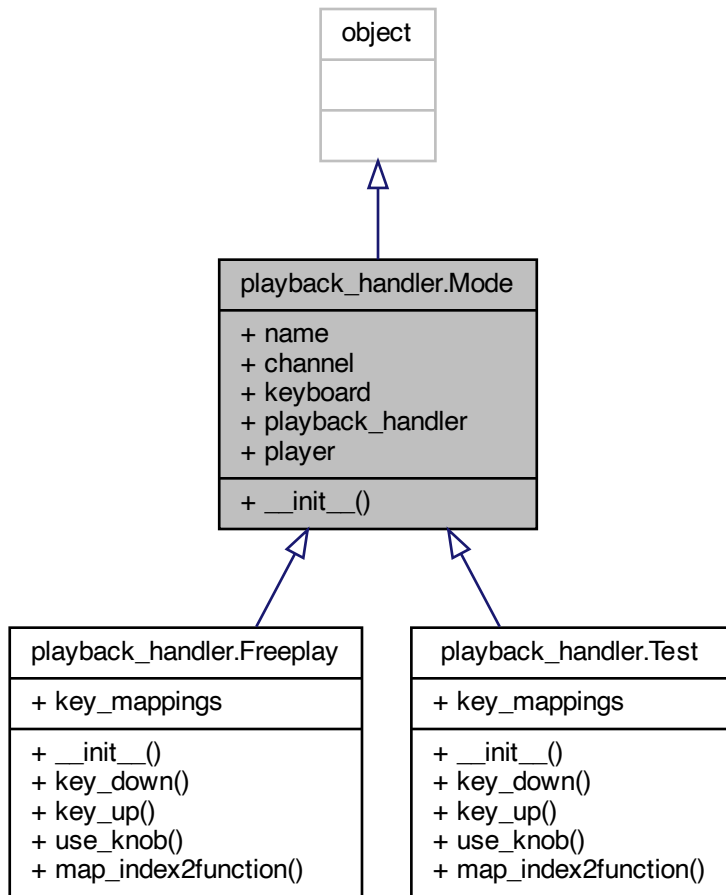 object
playback_handler.Mode
+ name
+ channel
+ keyboard
+ playback_handler
+ player
+ __init__()
playback_handler.Freeplay
+ key_mappings
+ __init__()
+ key_down()
+ key_up()
+ use_knob()
+ map_index2function()
playback_handler.Test
+ key_mappings
+ __init__()
+ key_down()
+ key_up()
+ use_knob()
+ map_index2function()